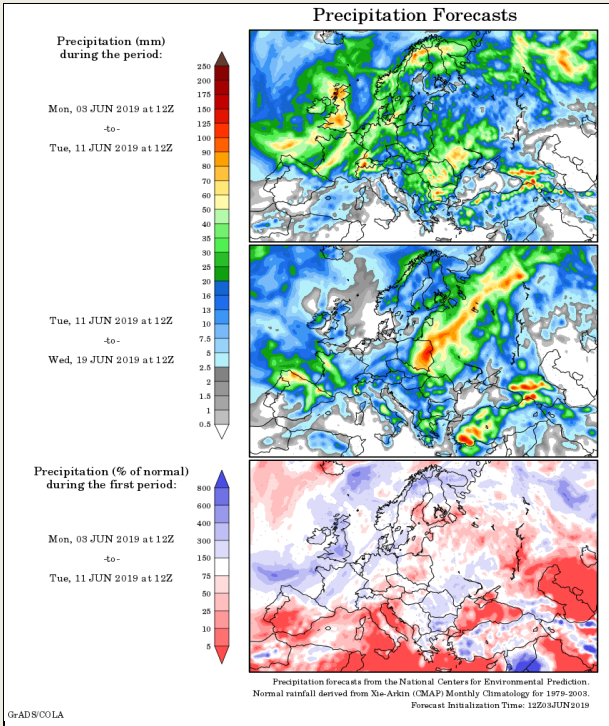 Precipitation Forecasts
Precipitation (mm)
during the period:
Mon, 03 JUN 2019 at 12Z
-to-
Tue, 11 JUN 2019 at 12Z
250
200
175
150
125
100
90
80
70
60
50
40
35
30
25
20
16
13
10
7.5
5
2.5
2
1.5
1
0.5
Tue, 11 JUN 2019 at 12Z
-to-
Wed, 19 JUN 2019 at 12Z
Precipitation (% of normal)
during the first period:
Mon, 03 JUN 2019 at 12Z
-to-
Tue, 11 JUN 2019 at 12Z
800
600
400
300
150
75
50
25
10
5
Precipitation forecasts from the National Centers for Environmental Prediction.
Normal rainfall derived from Xie-Arkin (CMAP) Monthly Climatology for 1979-2003.
Forecast Initialization Time: 12Z03JUN2019
GrADS/COLA